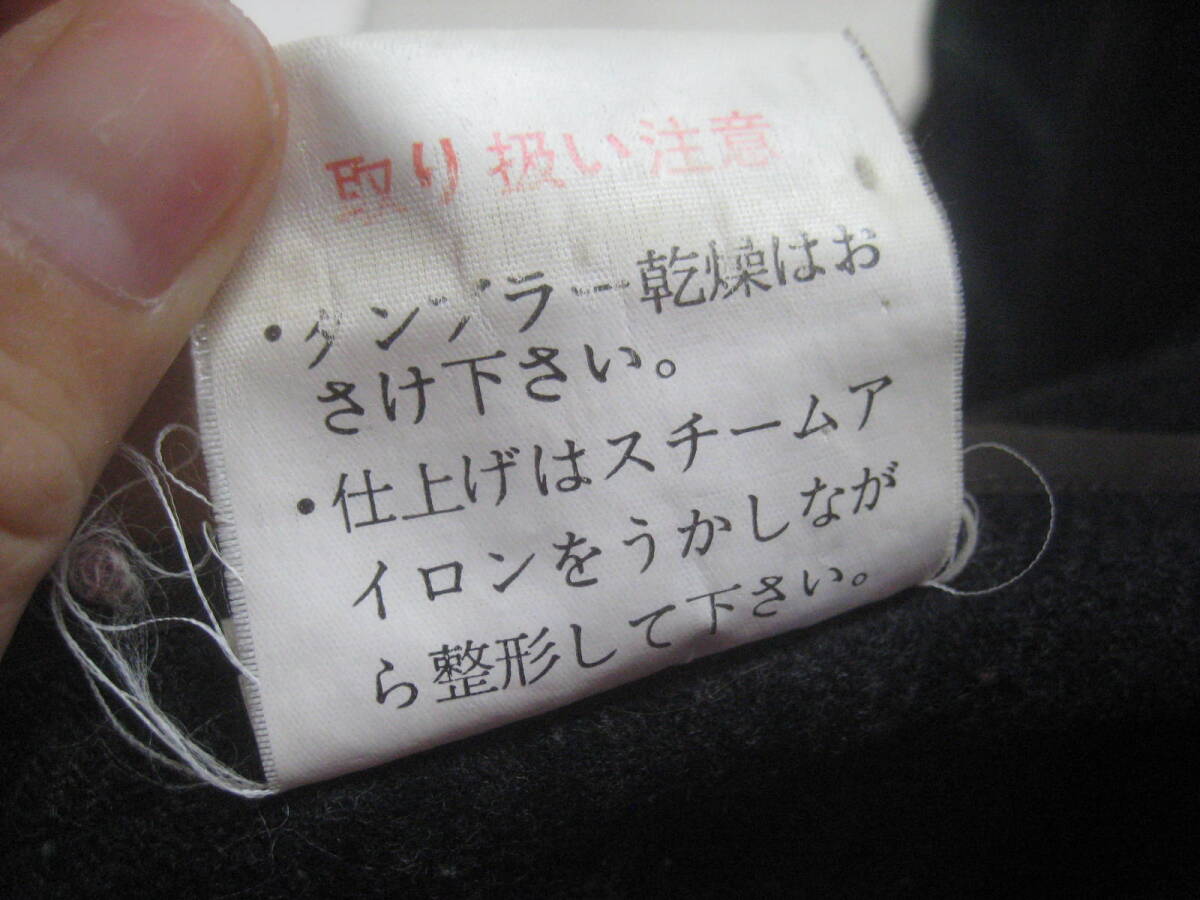 取り扱い注意
・タンブラー乾燥はお
さけ下さい。
・仕上げはスチームア
イロンをうかしなが
ら整形して下さい。